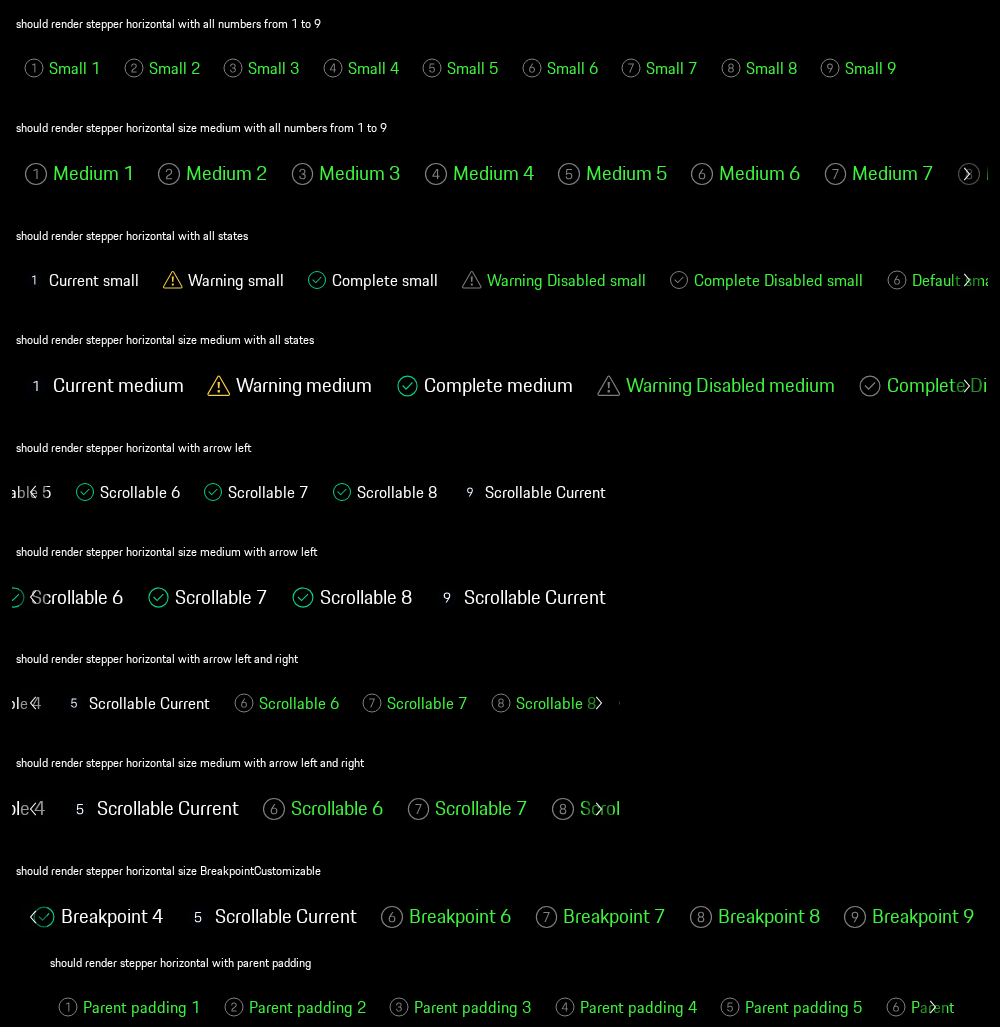 should render stepper horizontal with all numbers from 1 to 9
1 Small 1 2 Small 2 3 Small 3 4 Small 4 5 Small 5 6 Small 6 7 Small 7 8 Small 8 9 Small 9
should render stepper horizontal size medium with all numbers from 1 to 9
1 Medium 1 2 Medium 2 3 Medium 3 4 Medium 4 5 Medium 5 6 Medium 6 7 Medium 7 8
should render stepper horizontal with all states
1 Current small Warning small Complete small Warning Disabled small Complete Disabled small 6 Default sma
should render stepper horizontal size medium with all states
1 Current medium Warning medium Complete medium Warning Disabled medium Complete Di
should render stepper horizontal with arrow left
able 5 Scrollable 6 Scrollable 7 Scrollable 8 9 Scrollable Current
should render stepper horizontal size medium with arrow left
Scrollable 6 Scrollable 7 Scrollable 8 9 Scrollable Current
should render stepper horizontal with arrow left and right
ble 4 5 Scrollable Current 6 Scrollable 6 7 Scrollable 7 8 Scrollable 8
should render stepper horizontal size medium with arrow left and right
ble 4 5 Scrollable Current 6 Scrollable 6 7 Scrollable 7 8 Scrol
should render stepper horizontal size BreakpointCustomizable
Breakpoint 4 5 Scrollable Current 6 Breakpoint 6 7 Breakpoint 7 8 Breakpoint 8 9 Breakpoint 9
should render stepper horizontal with parent padding
1 Parent padding 1 2 Parent padding 2 3 Parent padding 3 4 Parent padding 4 5 Parent padding 5 6 Parent